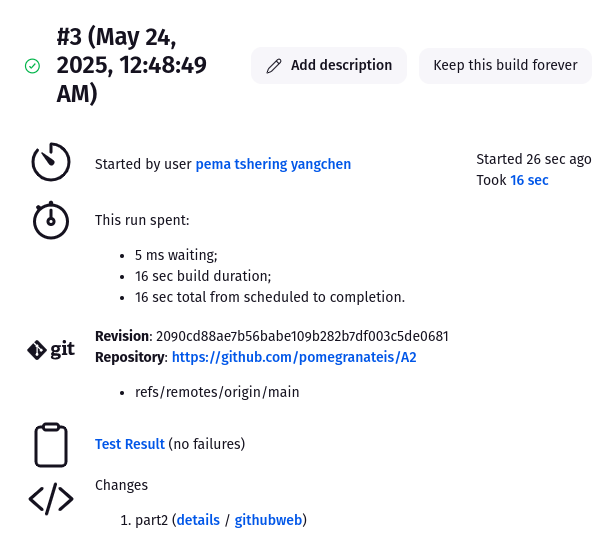 #3 (May 24,
2025, 12:48:49
AM)
Add description
Keep this build forever
Started by user pema tshering yangchen
Started 26 sec ago
Took 16 sec
This run spent:
• 5 ms waiting;
• 16 sec build duration;
• 16 sec total from scheduled to completion.
git
Revision: 2090cd88ae7b56babe109b282b7df003c5de0681
Repository: https://github.com/pomegranateis/A2
• refs/remotes/origin/main
Test Result (no failures)
Changes
1. part2 (details / githubweb)